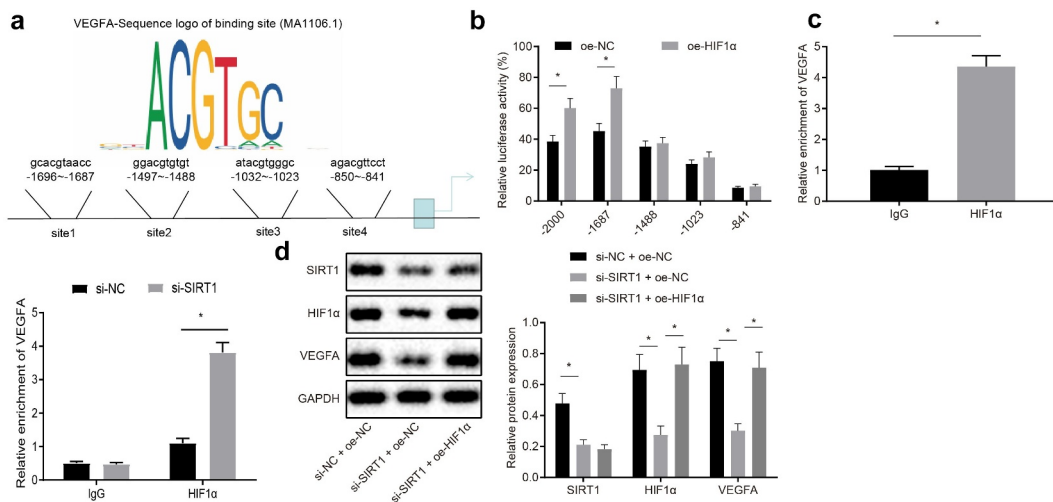 a
VEGFA-Sequence logo of binding site (MA1106.1)
ACGTGC
gcacgtaacc
-1696~-1687
ggacgtgtgt
-1497~-1488
atacgtgggc
-1032~-1023
agacgttcct
-850~-841
site1
site2
site3
site4
b
oe-NC
oe-HIF1α
Relative luciferase activity (%)
100
80
60
40
20
0
*
*
-2000
-1687
-1488
-1023
-841
c
Relative enrichment of VEGFA
5
4
3
2
1
0
*
IgG
HIF1α
si-NC
si-SIRT1
Relative enrichment of VEGFA
5
4
3
2
1
0
*
IgG
HIF1α
d
SIRT1
HIF1α
VEGFA
GAPDH
si-NC + oe-NC
si-SIRT1 + oe-NC
si-SIRT1 + oe-HIF1α
si-NC + oe-NC
si-SIRT1 + oe-NC
si-SIRT1 + oe-HIF1α
Relative protein expression
1.0
0.8
0.6
0.4
0.2
0.0
*
*
*
*
*
SIRT1
HIF1α
VEGFA